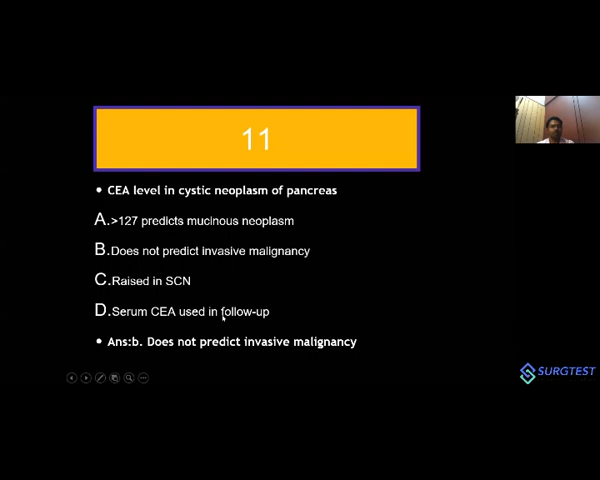 11
• CEA level in cystic neoplasm of pancreas
A.>127 predicts mucinous neoplasm
B.Does not predict invasive malignancy
C.Raised in SCN
D.Serum CEA used in follow-up
• Ans:b. Does not predict invasive malignancy
SURGTEST